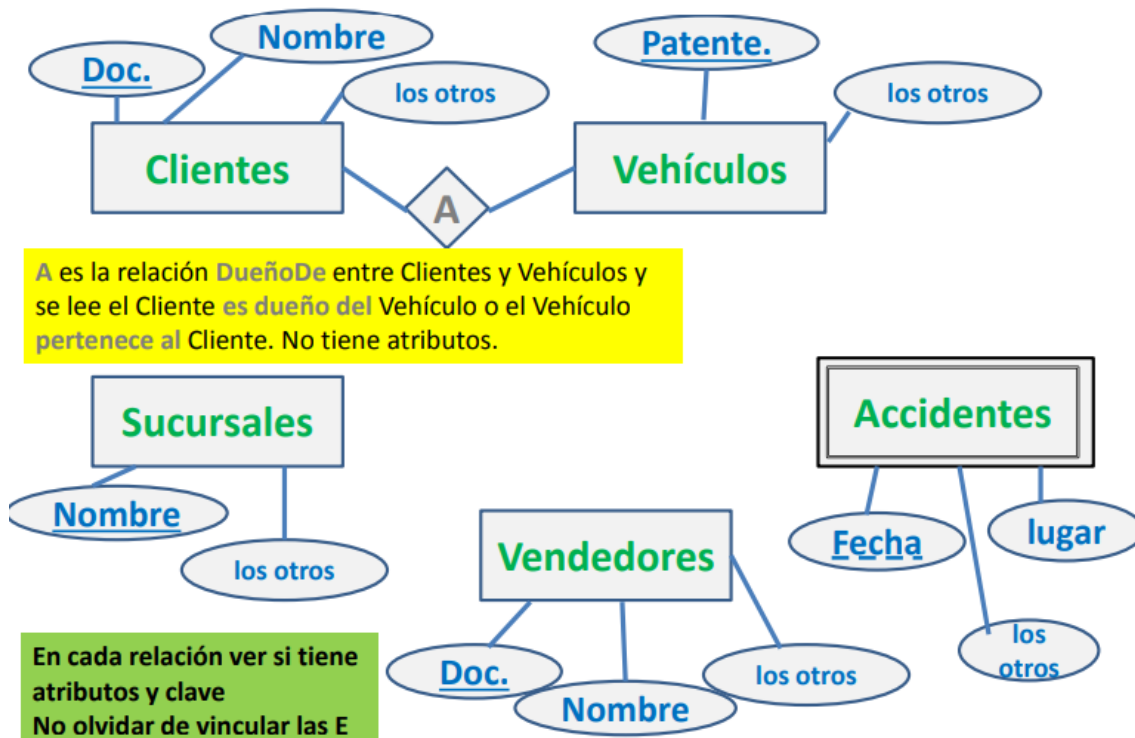 Nombre
Patente.
Doc.
los otros
los otros
Clientes
Vehículos
A
A es la relación DueñoDe entre Clientes y Vehículos y
se lee el Cliente es dueño del Vehículo o el Vehículo
pertenece al Cliente. No tiene atributos.
Sucursales
Accidentes
Nombre
Fecha
lugar
Vendedores
los otros
Doc.
los otros
los
otros
Nombre
En cada relación ver si tiene
atributos y clave
No olvidar de vincular las E